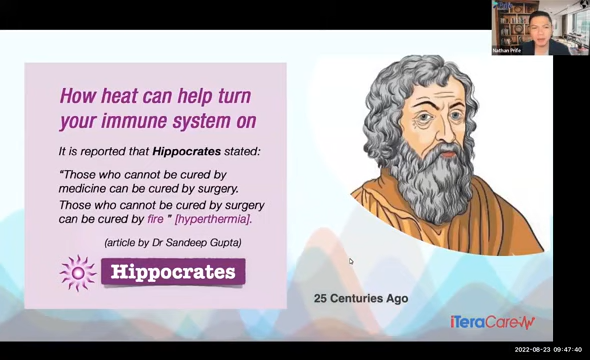 Nathan Prife
How heat can help turn
your immune system on
It is reported that Hippocrates stated:
“Those who cannot be cured by
medicine can be cured by surgery.
Those who cannot be cured by surgery
can be cured by fire ” [hyperthermia].
(article by Dr Sandeep Gupta)
Hippocrates
25 Centuries Ago
iTeraCare
2022-08-23 09:47:40